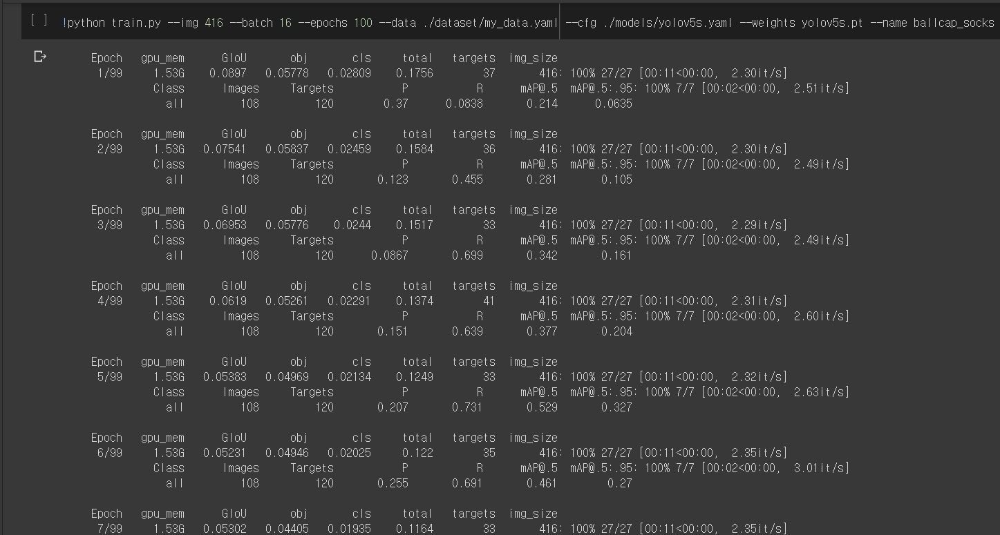 [ ] !python train.py --img 416 --batch 16 --epochs 100 --data ./dataset/my_data.yaml --cfg ./models/yolov5s.yaml --weights yolov5s.pt --name ballcap_socks
Epoch gpu_mem GIoU obj cls total targets img_size
1/99 1.53G 0.0897 0.05778 0.02809 0.1756 37 416: 100% 27/27 [00:11<00:00, 2.30it/s]
Class Images Targets P R mAP@.5 mAP@.5:.95: 100% 7/7 [00:02<00:00, 2.51it/s]
all 108 120 0.37 0.0838 0.214 0.0635
Epoch gpu_mem GIoU obj cls total targets img_size
2/99 1.53G 0.07541 0.05837 0.02459 0.1584 36 416: 100% 27/27 [00:11<00:00, 2.30it/s]
Class Images Targets P R mAP@.5 mAP@.5:.95: 100% 7/7 [00:02<00:00, 2.49it/s]
all 108 120 0.123 0.455 0.281 0.105
Epoch gpu_mem GIoU obj cls total targets img_size
3/99 1.53G 0.06953 0.05776 0.0244 0.1517 33 416: 100% 27/27 [00:11<00:00, 2.29it/s]
Class Images Targets P R mAP@.5 mAP@.5:.95: 100% 7/7 [00:02<00:00, 2.49it/s]
all 108 120 0.0867 0.699 0.342 0.161
Epoch gpu_mem GIoU obj cls total targets img_size
4/99 1.53G 0.0619 0.05261 0.02291 0.1374 41 416: 100% 27/27 [00:11<00:00, 2.31it/s]
Class Images Targets P R mAP@.5 mAP@.5:.95: 100% 7/7 [00:02<00:00, 2.60it/s]
all 108 120 0.151 0.639 0.377 0.204
Epoch gpu_mem GIoU obj cls total targets img_size
5/99 1.53G 0.05383 0.04969 0.02134 0.1249 33 416: 100% 27/27 [00:11<00:00, 2.32it/s]
Class Images Targets P R mAP@.5 mAP@.5:.95: 100% 7/7 [00:02<00:00, 2.63it/s]
all 108 120 0.207 0.731 0.529 0.327
Epoch gpu_mem GIoU obj cls total targets img_size
6/99 1.53G 0.05231 0.04946 0.02025 0.122 35 416: 100% 27/27 [00:11<00:00, 2.35it/s]
Class Images Targets P R mAP@.5 mAP@.5:.95: 100% 7/7 [00:02<00:00, 3.01it/s]
all 108 120 0.255 0.691 0.461 0.27
Epoch gpu_mem GIoU obj cls total targets img_size
7/99 1.53G 0.05302 0.04405 0.01935 0.1164 33 416: 100% 27/27 [00:11<00:00, 2.35it/s]